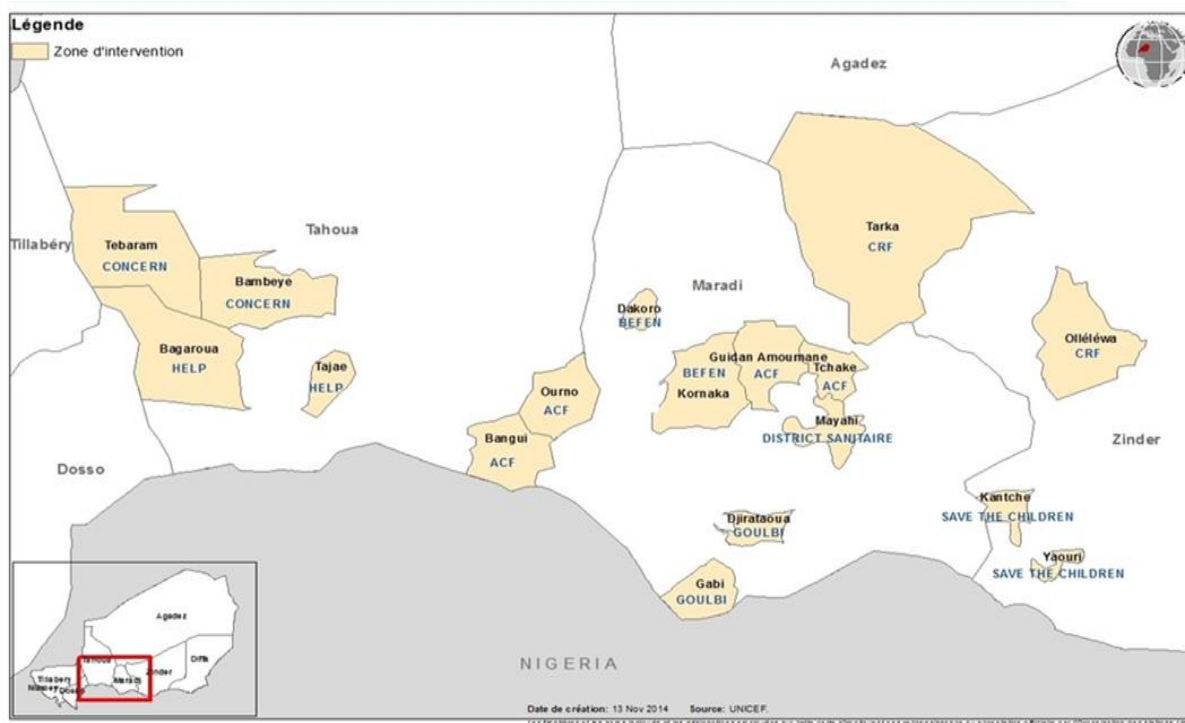 Légende
Zone d'intervention
Agadez
Tarka
CRF
Tillabéry
Tahoua
Tebaram
CONCERN
Bambeye
CONCERN
Maradi
Dakoro
BEFEN
Olléléwa
CRF
Bagaroua
HELP
Tajae
HELP
Guidan Amoumane
ACF
Tchake
ACF
BEFEN
Kornaka
Ourno
ACF
Mayahi
DISTRICT SANITAIRE
Bangui
ACF
Zinder
Dosso
Kantche
SAVE THE CHILDREN
Djirataoua
GOULBI
Yaouri
SAVE THE CHILDREN
Gabi
GOULBI
NIGERIA
Agadez
Tahoua
Zinder
Diffa
Maradi
Tillabéry
Niamey
Dosso
Date de création: 13 Nov 2014 Source: UNICEF.